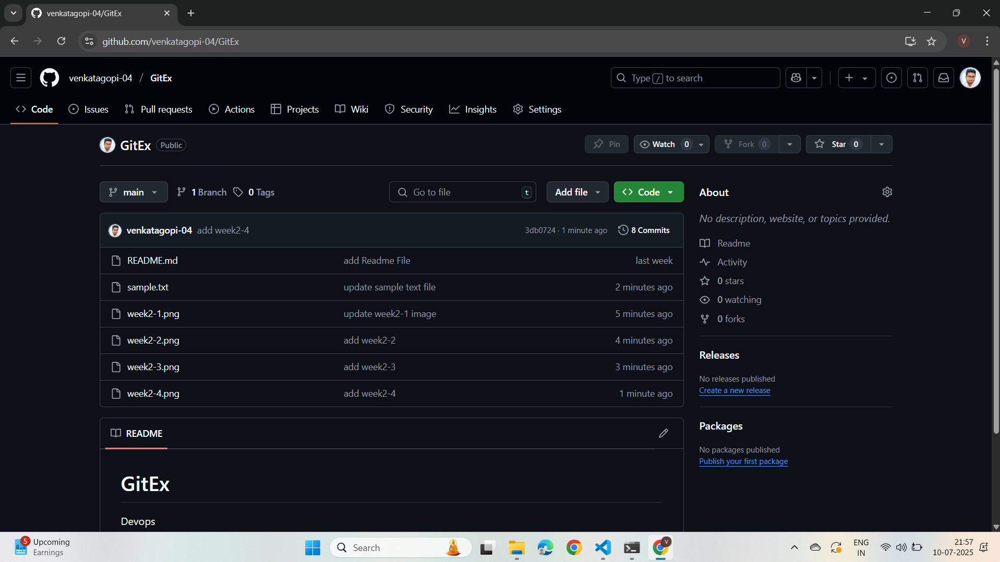 venkatagopi-04/GitEx
github.com/venkatagopi-04/GitEx
V
venkatagopi-04 / GitEx
Type / to search
Code Issues Pull requests Actions Projects Wiki Security Insights Settings
GitEx Public
Pin Watch 0 Fork 0 Star 0
main 1 Branch 0 Tags Go to file t Add file Code
venkatagopi-04 add week2-4 3db0724 · 1 minute ago 8 Commits
README.md add Readme File last week
sample.txt update sample text file 2 minutes ago
week2-1.png update week2-1 image 5 minutes ago
week2-2.png add week2-2 4 minutes ago
week2-3.png add week2-3 3 minutes ago
week2-4.png add week2-4 1 minute ago
README
GitEx
Devops
About
No description, website, or topics provided.
Readme
Activity
0 stars
0 watching
0 forks
Releases
No releases published
Create a new release
Packages
No packages published
Publish your first package
5
Upcoming
Earnings
Search
V
ENG
IN
21:57
10-07-2025